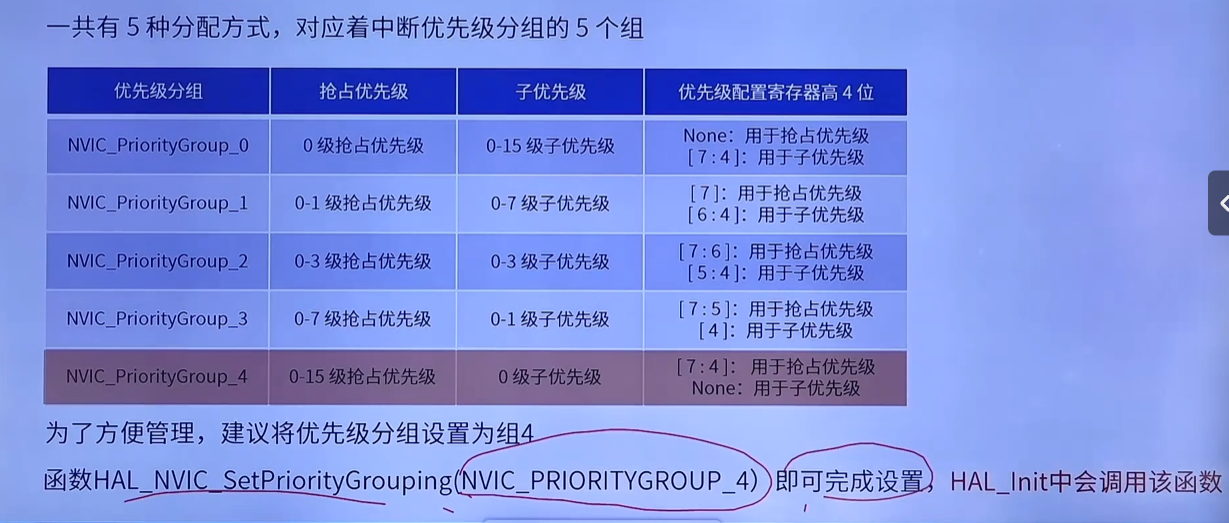 一共有 5 种分配方式，对应着中断优先级分组的 5 个组
优先级分组 抢占优先级 子优先级 优先级配置寄存器高 4 位
NVIC_PriorityGroup_0 0 级抢占优先级 0-15 级子优先级 None：用于抢占优先级
[7:4]：用于子优先级
NVIC_PriorityGroup_1 0-1 级抢占优先级 0-7 级子优先级 [7]：用于抢占优先级
[6:4]：用于子优先级
NVIC_PriorityGroup_2 0-3 级抢占优先级 0-3 级子优先级 [7:6]：用于抢占优先级
[5:4]：用于子优先级
NVIC_PriorityGroup_3 0-7 级抢占优先级 0-1 级子优先级 [7:5]：用于抢占优先级
[4]：用于子优先级
NVIC_PriorityGroup_4 0-15 级抢占优先级 0 级子优先级 [7:4]：用于抢占优先级
None：用于子优先级
为了方便管理，建议将优先级分组设置为组4
函数HAL_NVIC_SetPriorityGrouping(NVIC_PRIORITYGROUP_4）即可完成设置，HAL_Init中会调用该函数